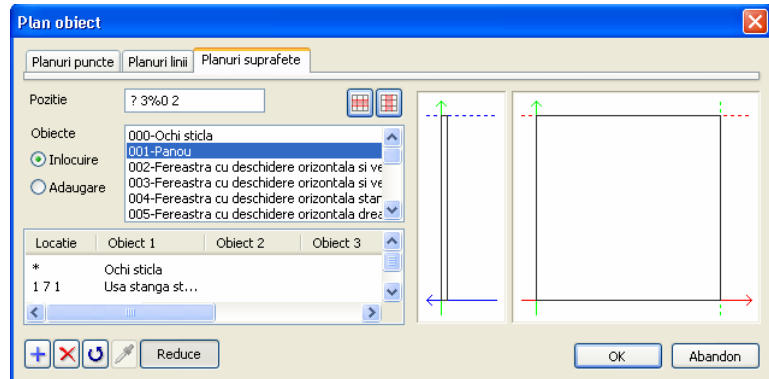 Plan obiect
Planuri puncte Planuri linii Planuri suprafete
Pozitie ? 3%0 2
Obiecte
Inlocuire
Adaugare
000-Ochi sticla
001-Panou
002-Fereastra cu deschidere orizontala si ve
003-Fereastra cu deschidere orizontala si ve
004-Fereastra cu deschidere orizontala stan
005-Fereastra cu deschidere orizontala drea
Locatie Obiect 1 Obiect 2 Obiect 3
* Ochi sticla
1 7 1 Usa stanga st...
Reduce
OK Abandon